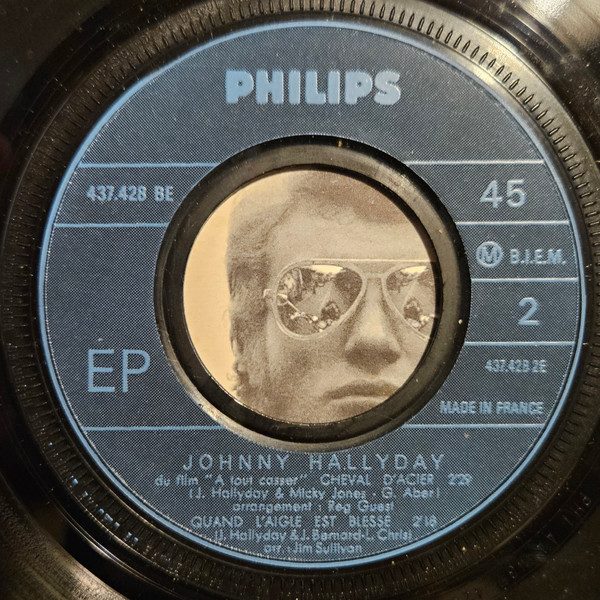 PHILIPS
437.428 BE
45
M B.I.E.M.
2
EP
437.428 2E
MADE IN FRANCE
JOHNNY HALLYDAY
du film "A tout casser" CHEVAL D'ACIER 2'29
(J. Hallyday & Micky Jones - G. Aber)
arrangement : Reg Guest
QUAND L'AIGLE EST BLESSE 2'18
(J. Hallyday & J. Bernard-L. Chris)
arr. : Jim Sullivan